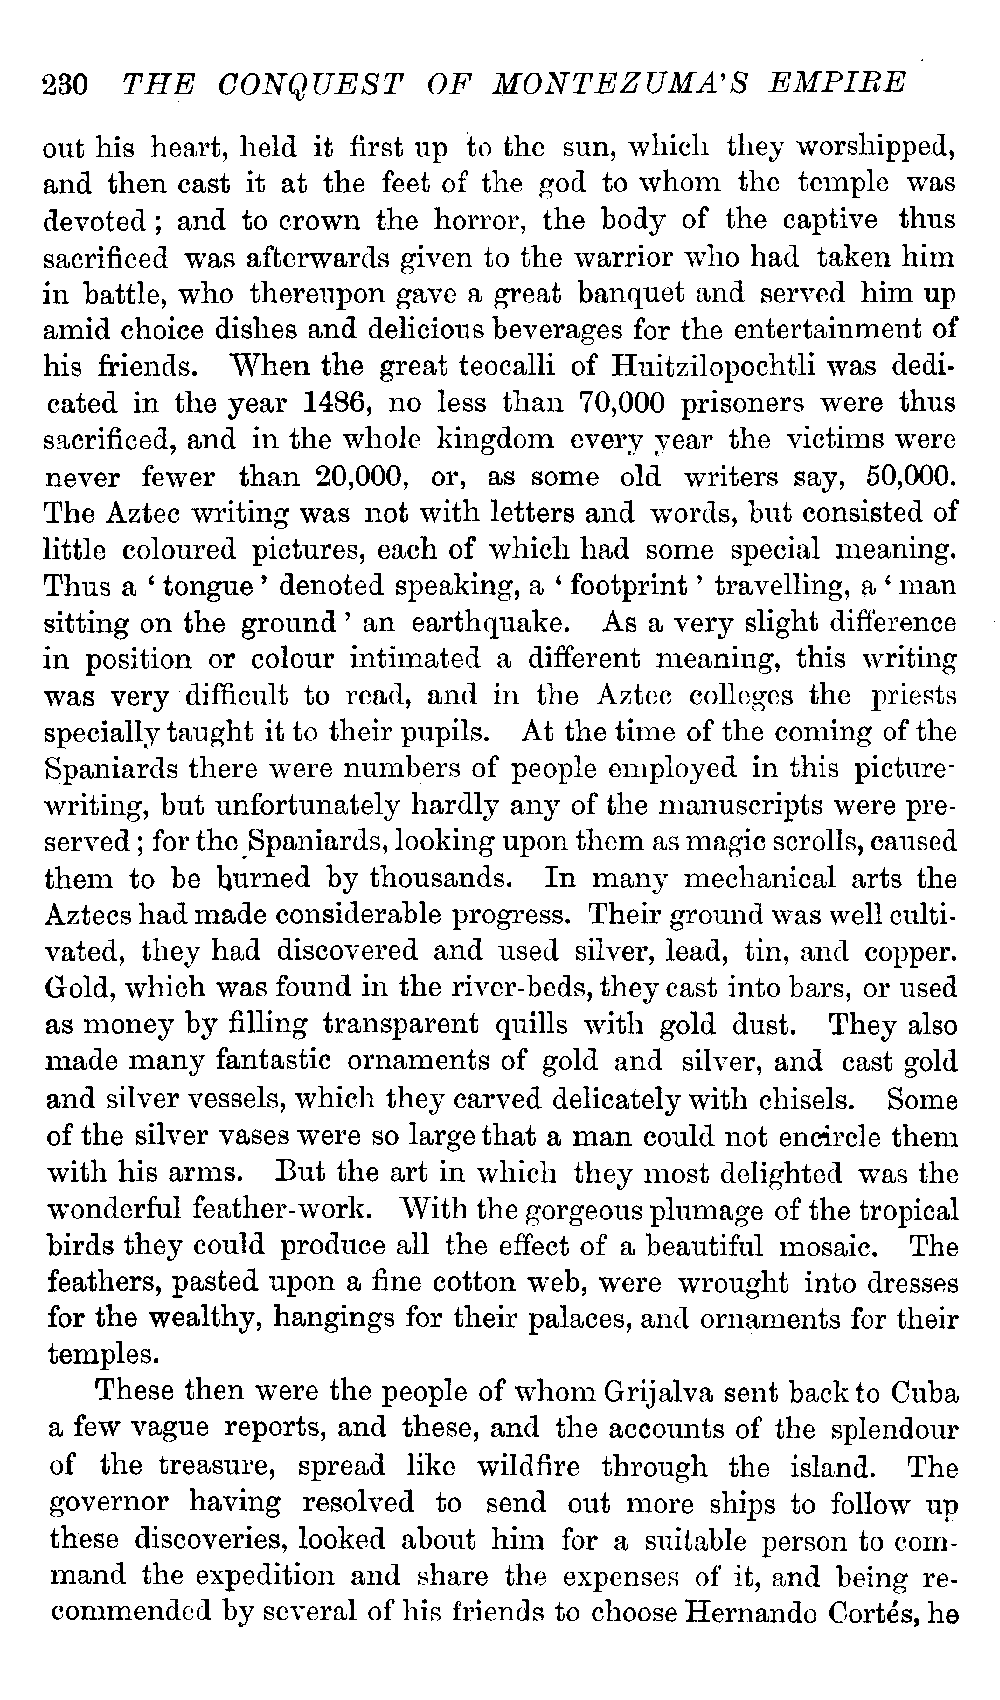 230 THE CONQUEST OF MONTEZUMA'S EMPIRE
out his heart, held it first up to the sun, which they worshipped,
and then cast it at the feet of the god to whom the temple was
devoted ; and to crown the horror, the body of the captive thus
sacrificed was afterwards given to the warrior who had taken him
in battle, who thereupon gave a great banquet and served him up
amid choice dishes and delicious beverages for the entertainment of
his friends. When the great teocalli of Huitzilopochtli was dedi-
cated in the year 1486, no less than 70,000 prisoners were thus
sacrificed, and in the whole kingdom every year the victims were
never fewer than 20,000, or, as some old writers say, 50,000.
The Aztec writing was not with letters and words, but consisted of
little coloured pictures, each of which had some special meaning.
Thus a ' tongue ' denoted speaking, a ' footprint ' travelling, a ' man
sitting on the ground ' an earthquake. As a very slight difference
in position or colour intimated a different meaning, this writing
was very difficult to read, and in the Aztec colleges the priests
specially taught it to their pupils. At the time of the coming of the
Spaniards there were numbers of people employed in this picture-
writing, but unfortunately hardly any of the manuscripts were pre-
served ; for the Spaniards, looking upon them as magic scrolls, caused
them to be burned by thousands. In many mechanical arts the
Aztecs had made considerable progress. Their ground was well culti-
vated, they had discovered and used silver, lead, tin, and copper.
Gold, which was found in the river-beds, they cast into bars, or used
as money by filling transparent quills with gold dust. They also
made many fantastic ornaments of gold and silver, and cast gold
and silver vessels, which they carved delicately with chisels. Some
of the silver vases were so large that a man could not encircle them
with his arms. But the art in which they most delighted was the
wonderful feather-work. With the gorgeous plumage of the tropical
birds they could produce all the effect of a beautiful mosaic. The
feathers, pasted upon a fine cotton web, were wrought into dresses
for the wealthy, hangings for their palaces, and ornaments for their
temples.
These then were the people of whom Grijalva sent back to Cuba
a few vague reports, and these, and the accounts of the splendour
of the treasure, spread like wildfire through the island. The
governor having resolved to send out more ships to follow up
these discoveries, looked about him for a suitable person to com-
mand the expedition and share the expenses of it, and being re-
commended by several of his friends to choose Hernando Cortés, he